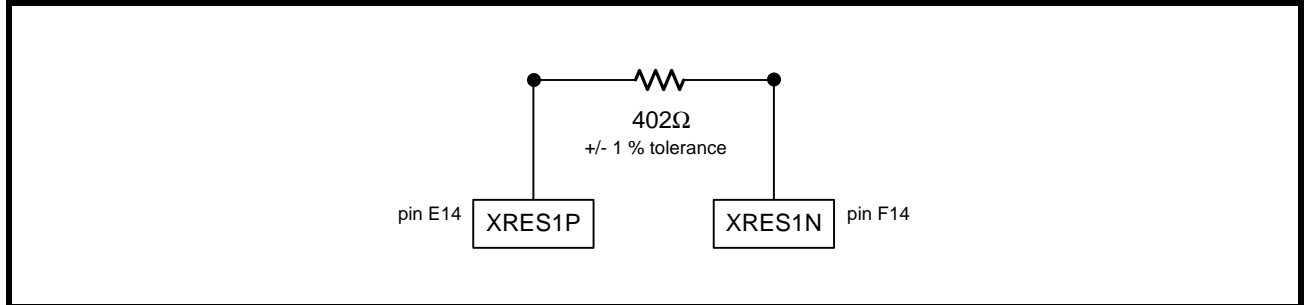 402Ω
+/- 1 % tolerance
pin E14
XRES1P
XRES1N
pin F14